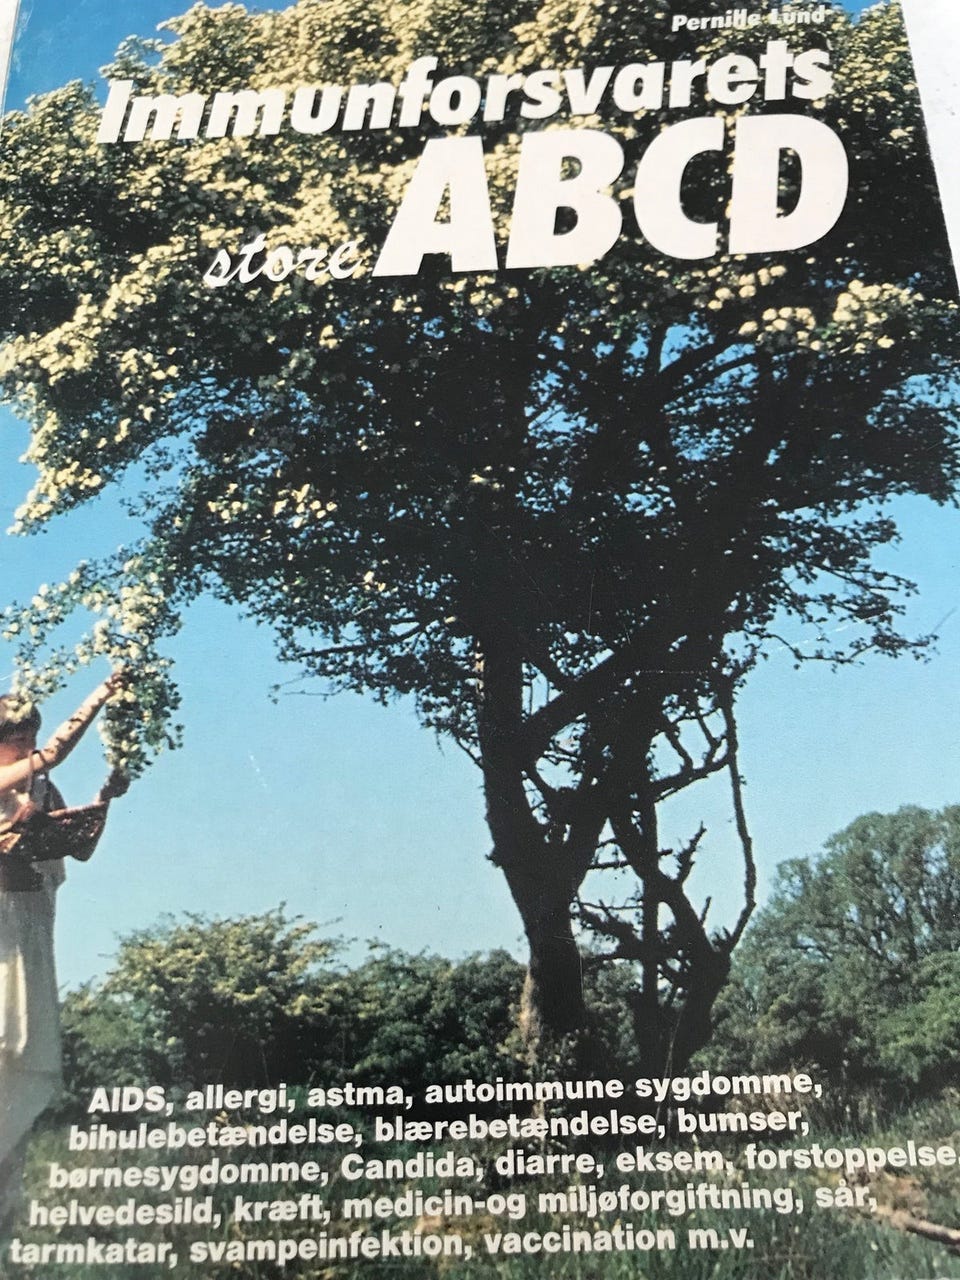 Pernille Lund
Immunforsvarets
store ABCD
AIDS, allergi, astma, autoimmune sygdomme,
bihulebetændelse, blærebetændelse, bumser,
børnesygdomme, Candida, diarre, eksem, forstoppelse,
helvedesild, kræft, medicin-og miljøforgiftning, sår,
tarmkatar, svampeinfektion, vaccination m.v.